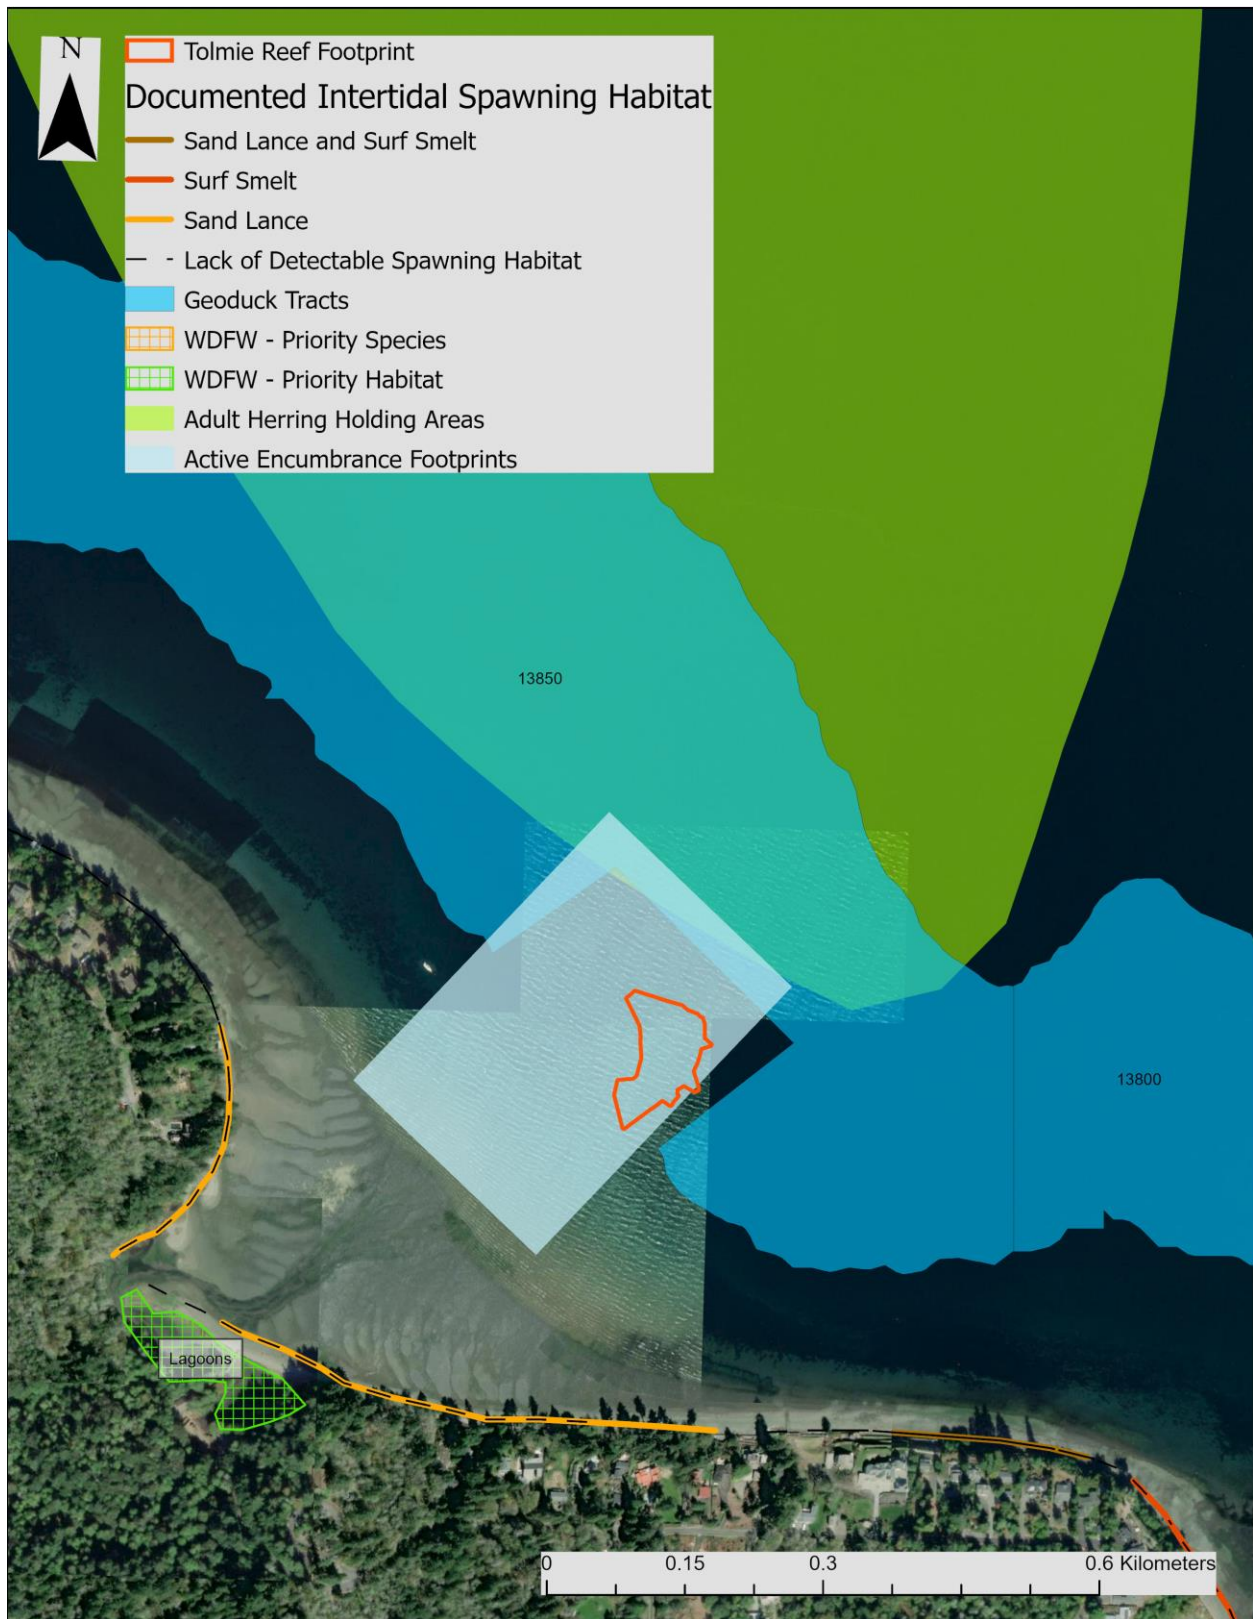 N
Tolmie Reef Footprint
Documented Intertidal Spawning Habitat
Sand Lance and Surf Smelt
Surf Smelt
Sand Lance
Lack of Detectable Spawning Habitat
Geoduck Tracts
WDFW - Priority Species
WDFW - Priority Habitat
Adult Herring Holding Areas
Active Encumbrance Footprints
13850
13800
Lagoons
0 0.15 0.3 0.6 Kilometers